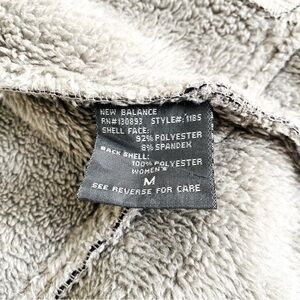 NEW BALANCE
RN#130893 STYLE#:1185
SHELL FACE:
92% POLYESTER
8% SPANDEX
BACK SHELL:
100% POLYESTER
WOMEN'S
M
SEE REVERSE FOR CARE